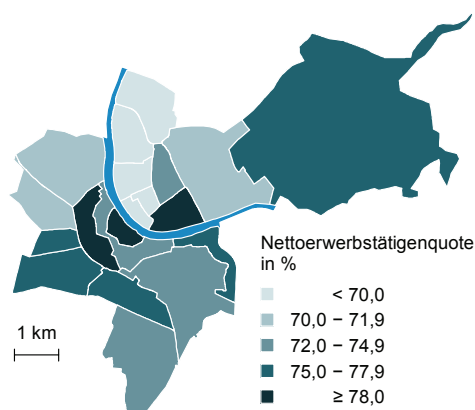 Nettoerwerbstätigenquote
in %
< 70,0
70,0 – 71,9
72,0 – 74,9
75,0 – 77,9
≥ 78,0
1 km